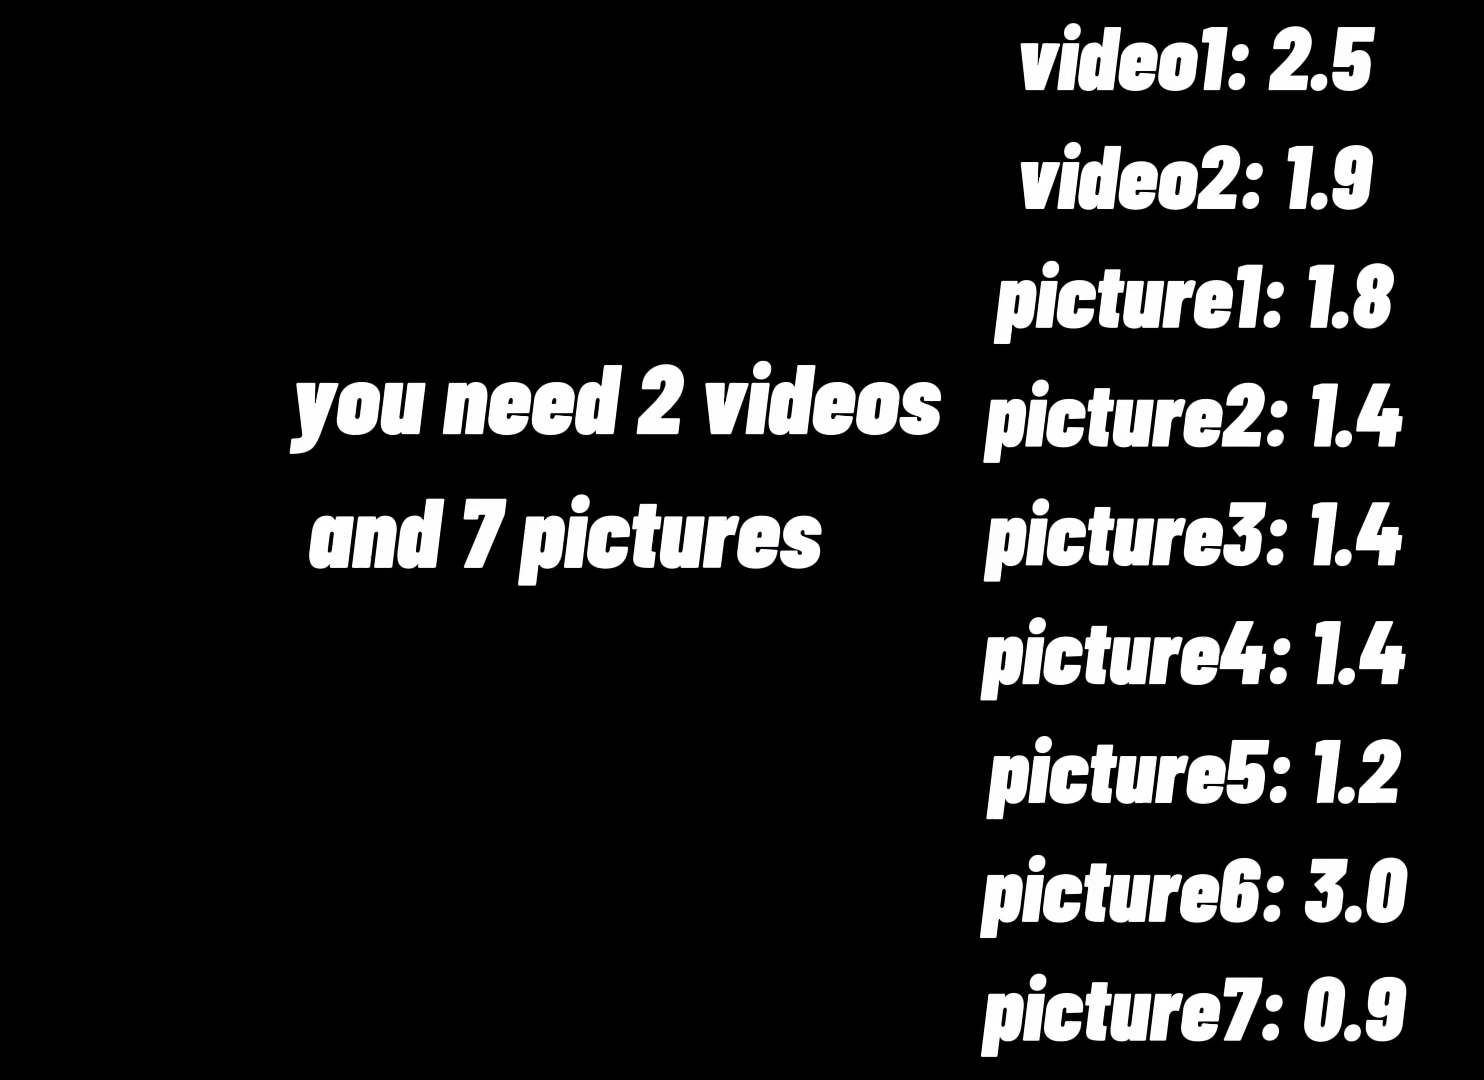 you need 2 videos
and 7 pictures
video1: 2.5
video2: 1.9
picture1: 1.8
picture2: 1.4
picture3: 1.4
picture4: 1.4
picture5: 1.2
picture6: 3.0
picture7: 0.9